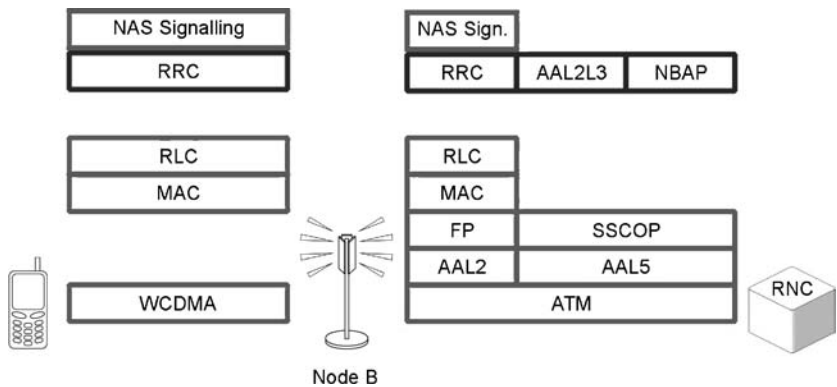 NAS Signalling
NAS Sign.
RRC
RRC
AAL2L3
NBAP
RLC
RLC
MAC
MAC
FP
SSCOP
AAL2
AAL5
RNC
WCDMA
ATM
Node B